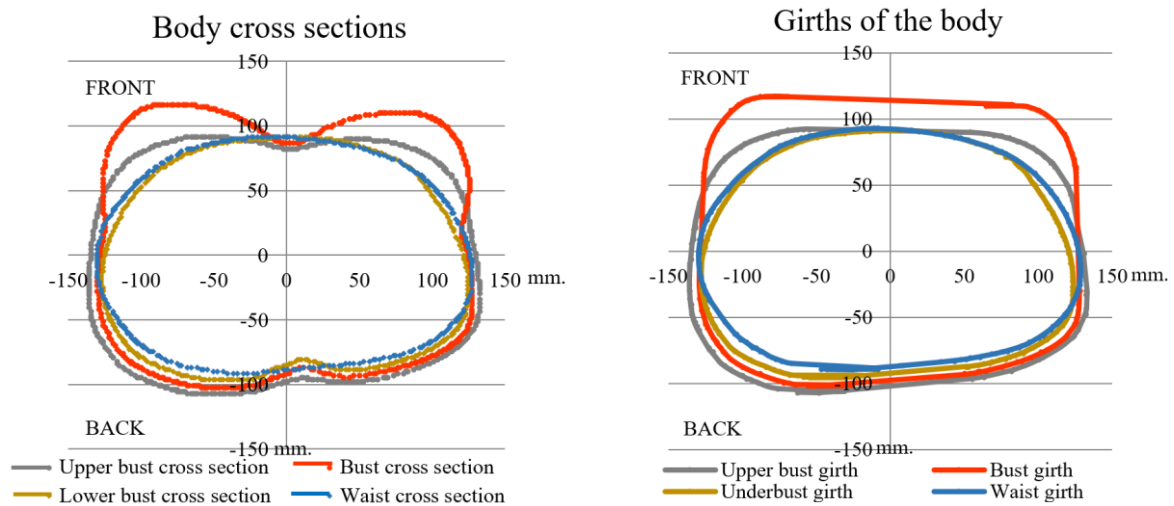 Body cross sections
150
FRONT
100
50
0
-150 -100 -50 0 50 100 150 mm.
-50
-100
BACK
-150 mm.
Upper bust cross section Bust cross section
Lower bust cross section Waist cross section
Girths of the body
150
FRONT
100
50
0
-150 -100 -50 0 50 100 150 mm.
-50
-100
BACK
-150 mm.
Upper bust girth Bust girth
Underbust girth Waist girth